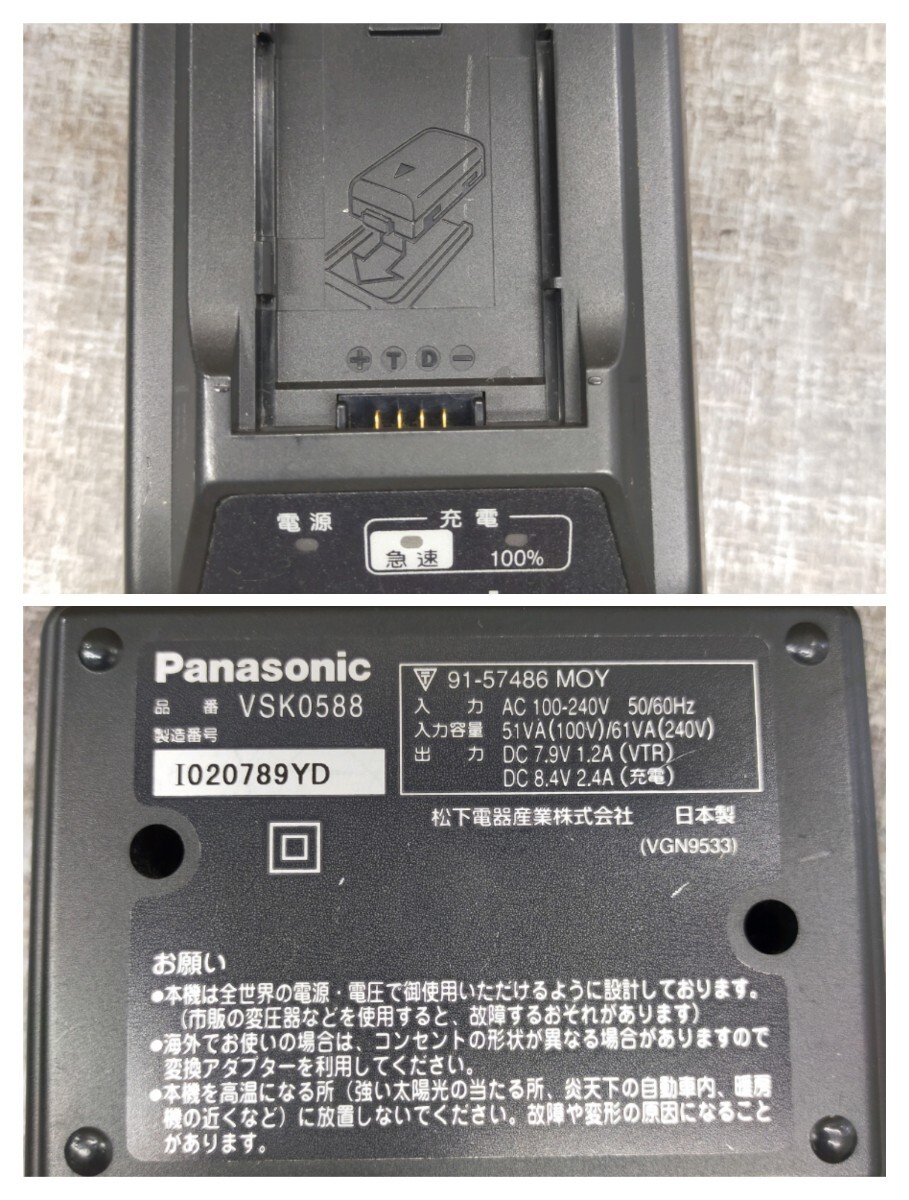 + T D −
電源 充電
急速 100%
Panasonic
品番 VSK0588
製造番号
I020789YD
91-57486 MOY
入力 AC 100-240V 50/60Hz
入力容量 51VA(100V)/61VA(240V)
出力 DC 7.9V 1.2A (VTR)
DC 8.4V 2.4A (充電)
松下電器産業株式会社 日本製
(VGN9533)
お願い
●本機は全世界の電源・電圧で御使用いただけるように設計しております。
(市販の変圧器などを使用すると、故障するおそれがあります)
●海外でお使いの場合は、コンセントの形状が異なる場合がありますので
変換アダプターを利用してください。
●本機を高温になる所(強い太陽光の当たる所、炎天下の自動車内、暖房
機の近くなど)に放置しないでください。故障や変形の原因になること
があります。